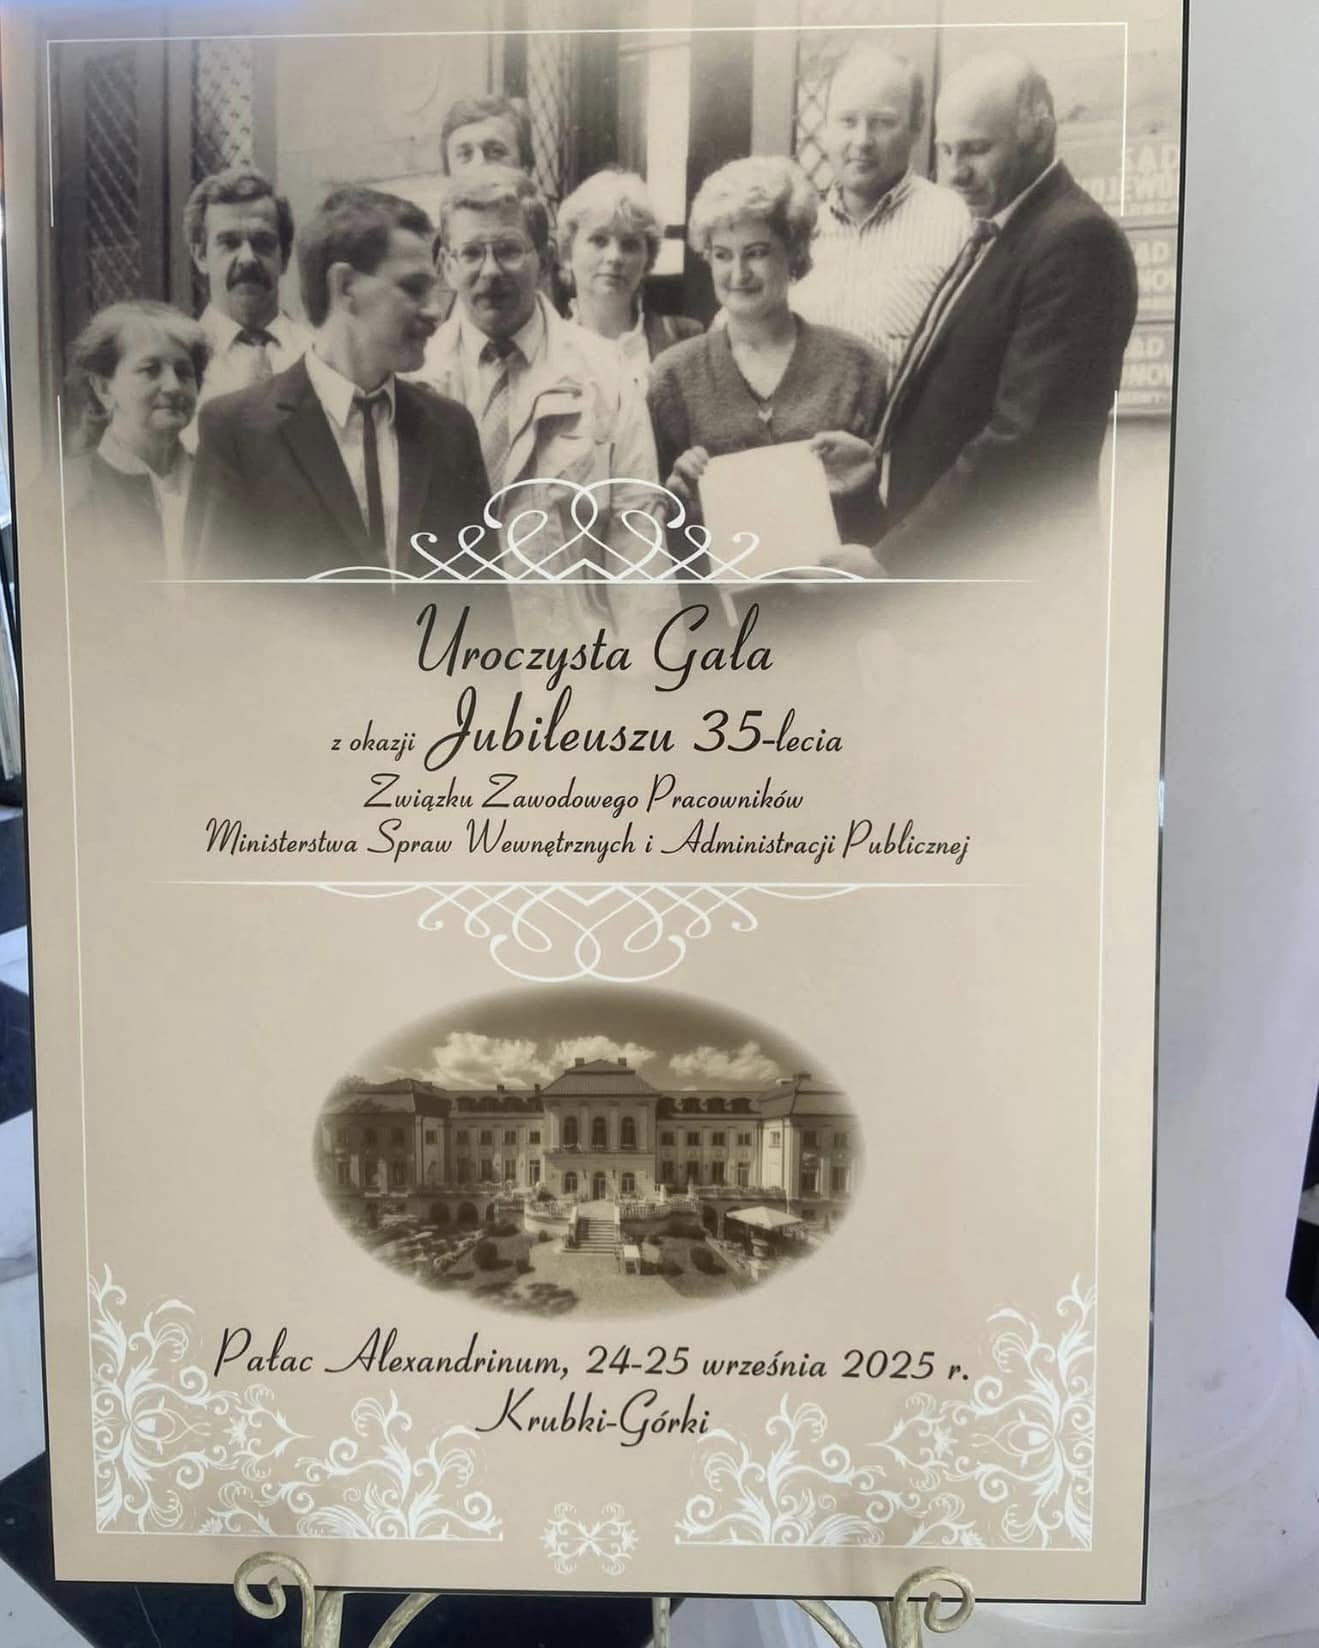 Uroczysta Gala
z okazji Jubileuszu 35-lecia
Związku Zawodowego Pracowników
Ministerstwa Spraw Wewnętrznych i Administracji Publicznej
Pałac Alexandrinum, 24-25 września 2025 r.
Krubki-Górki